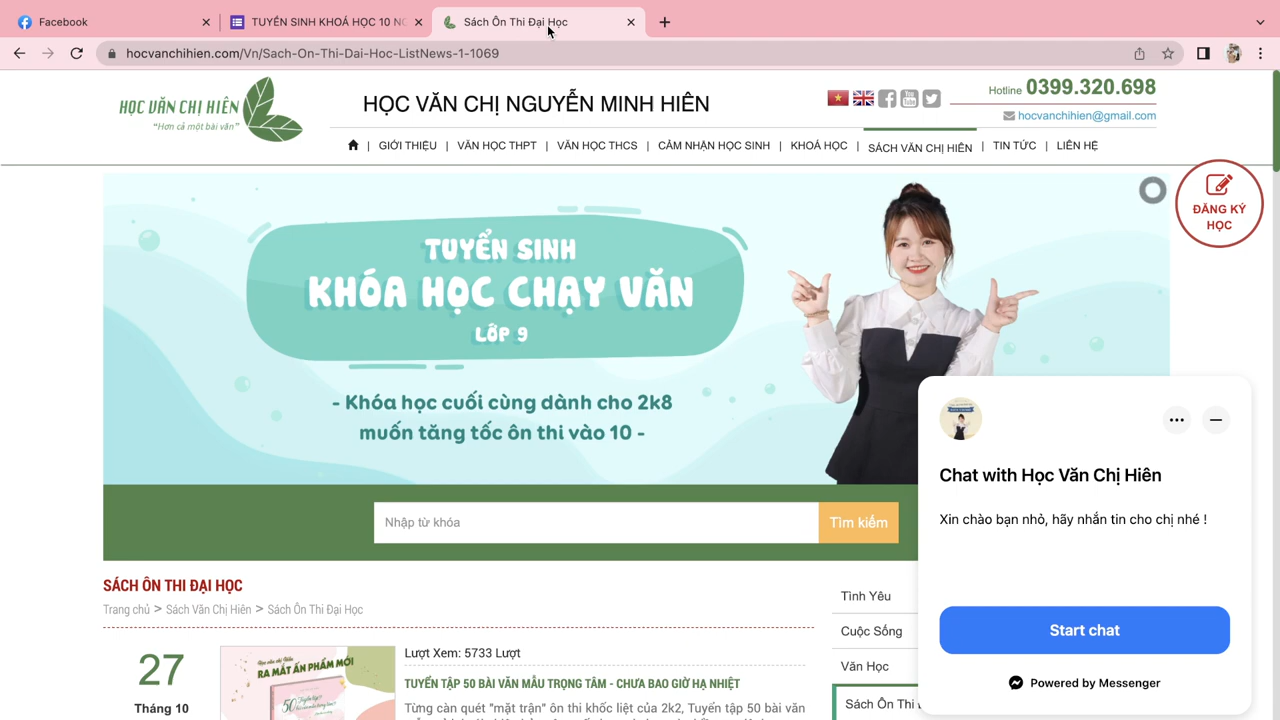 Facebook
TUYỂN SINH KHOÁ HỌC 10 NG
Sách Ôn Thi Đại Học
hocvanchihien.com/Vn/Sach-On-Thi-Dai-Hoc-ListNews-1-1069
HỌC VĂN CHỊ HIÊN
"Hơn cả một bài văn"
HỌC VĂN CHỊ NGUYỄN MINH HIÊN
Hotline 0399.320.698
hocvanchihien@gmail.com
GIỚI THIỆU | VĂN HỌC THPT | VĂN HỌC THCS | CẢM NHẬN HỌC SINH | KHOÁ HỌC | SÁCH VĂN CHỊ HIÊN | TIN TỨC | LIÊN HỆ
ĐĂNG KÝ
HỌC
TUYỂN SINH
KHÓA HỌC CHẠY VĂN
LỚP 9
- Khóa học cuối cùng dành cho 2k8
muốn tăng tốc ôn thi vào 10 -
Nhập từ khóa
Tìm kiếm
Chat with Học Văn Chị Hiên
Xin chào bạn nhỏ, hãy nhắn tin cho chị nhé !
Start chat
Powered by Messenger
SÁCH ÔN THI ĐẠI HỌC
Trang chủ > Sách Văn Chị Hiên > Sách Ôn Thi Đại Học
27
Tháng 10
Học văn chị Hiên
RA MẮT ẤN PHẨM MỚI
50
Lượt Xem: 5733 Lượt
TUYỂN TẬP 50 BÀI VĂN MẪU TRỌNG TÂM - CHƯA BAO GIỜ HẠ NHIỆT
Từng càn quét "mặt trận" ôn thi khốc liệt của 2k2, Tuyển tập 50 bài văn
Tình Yêu
Cuộc Sống
Văn Học
Sách Ôn Thi